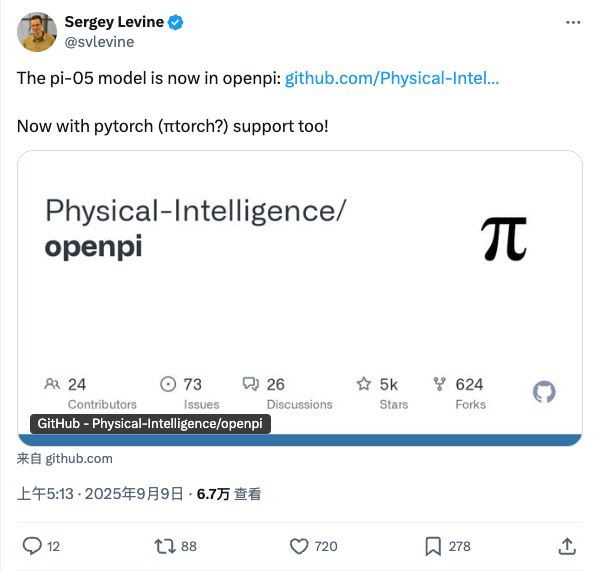 Sergey Levine
@svlevine
The pi-05 model is now in openpi: github.com/Physical-Intel...
Now with pytorch (πtorch?) support too!
Physical-Intelligence/
openpi
π
24 73 26 5k 624
Contributors Issues Discussions Stars Forks
GitHub - Physical-Intelligence/openpi
来自 github.com
上午5:13 · 2025年9月9日 · 6.7万 查看
12 88 720 278